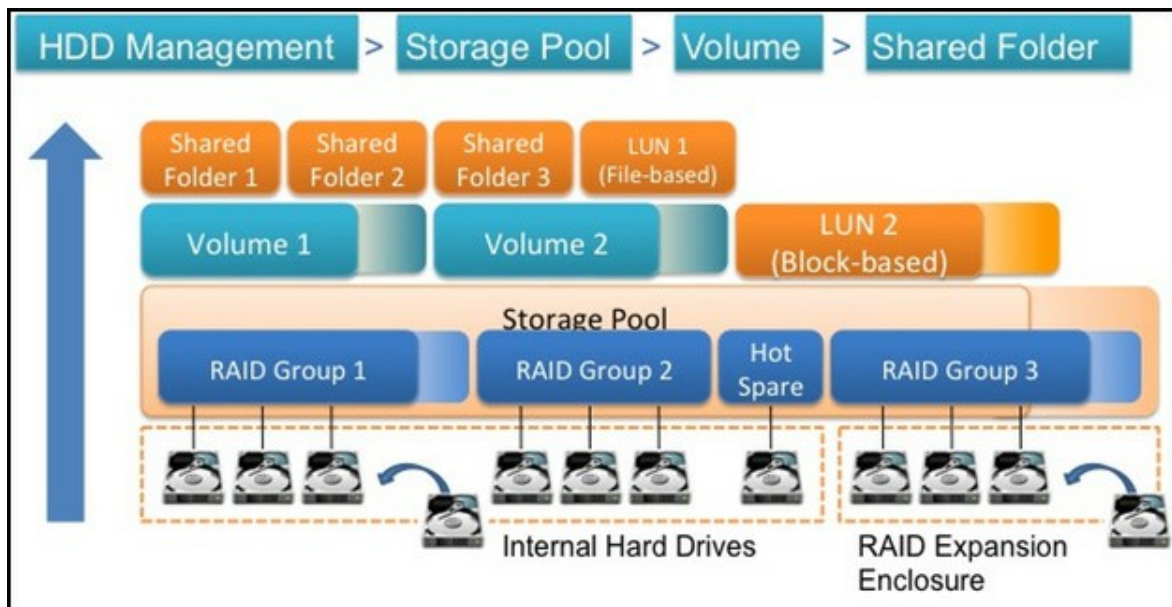 HDD Management > Storage Pool > Volume > Shared Folder
Shared Folder 1
Shared Folder 2
Shared Folder 3
LUN 1
(File-based)
Volume 1
Volume 2
LUN 2
(Block-based)
Storage Pool
RAID Group 1
RAID Group 2
Hot
Spare
RAID Group 3
Internal Hard Drives
RAID Expansion
Enclosure